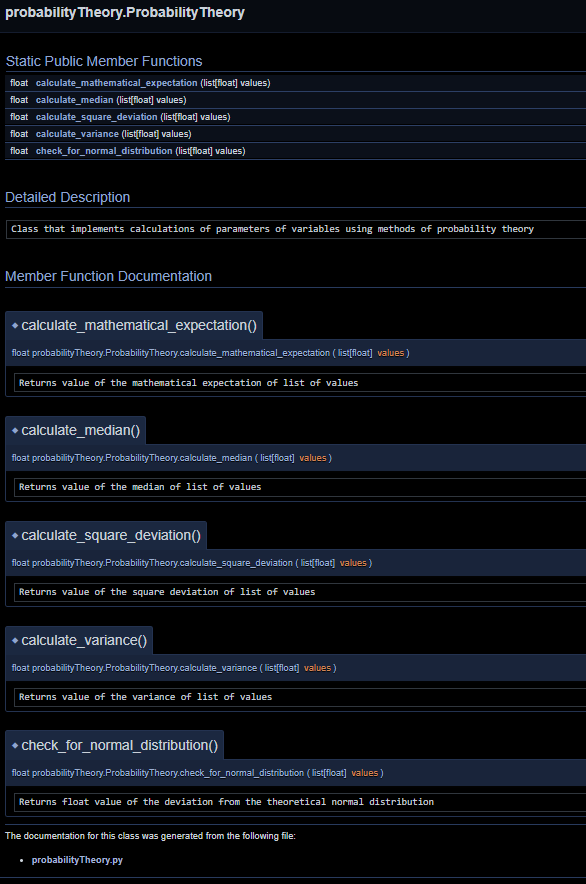 probabilityTheory.ProbabilityTheory
Static Public Member Functions
float calculate_mathematical_expectation (list[float] values)
float calculate_median (list[float] values)
float calculate_square_deviation (list[float] values)
float calculate_variance (list[float] values)
float check_for_normal_distribution (list[float] values)
Detailed Description
Class that implements calculations of parameters of variables using methods of probability theory
Member Function Documentation
◆ calculate_mathematical_expectation()
float probabilityTheory.ProbabilityTheory.calculate_mathematical_expectation ( list[float] values )
Returns value of the mathematical expectation of list of values
◆ calculate_median()
float probabilityTheory.ProbabilityTheory.calculate_median ( list[float] values )
Returns value of the median of list of values
◆ calculate_square_deviation()
float probabilityTheory.ProbabilityTheory.calculate_square_deviation ( list[float] values )
Returns value of the square deviation of list of values
◆ calculate_variance()
float probabilityTheory.ProbabilityTheory.calculate_variance ( list[float] values )
Returns value of the variance of list of values
◆ check_for_normal_distribution()
float probabilityTheory.ProbabilityTheory.check_for_normal_distribution ( list[float] values )
Returns float value of the deviation from the theoretical normal distribution
The documentation for this class was generated from the following file:
• probabilityTheory.py